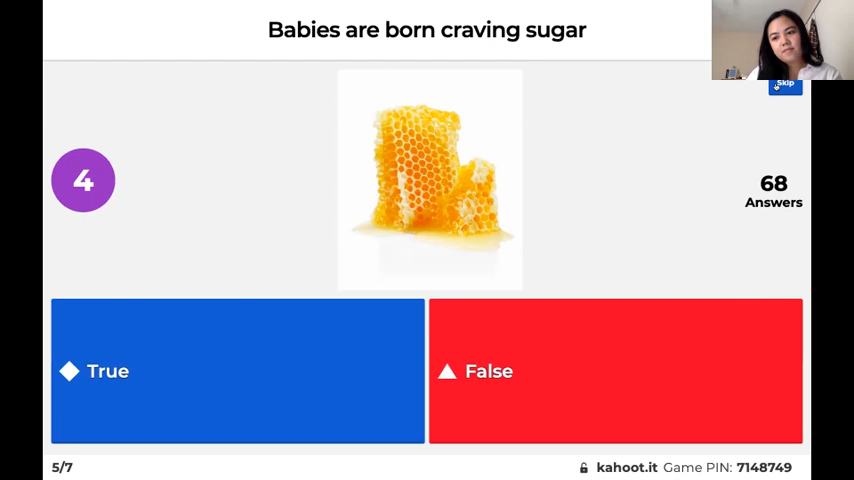 Babies are born craving sugar
Skip
4
68
Answers
True
False
5/7
kahoot.it Game PIN: 7148749